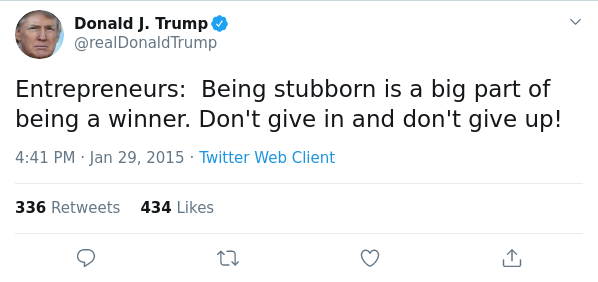 Donald J. Trump
@realDonaldTrump
Entrepreneurs:  Being stubborn is a big part of
being a winner. Don't give in and don't give up!
4:41 PM · Jan 29, 2015 · Twitter Web Client
336 Retweets 434 Likes